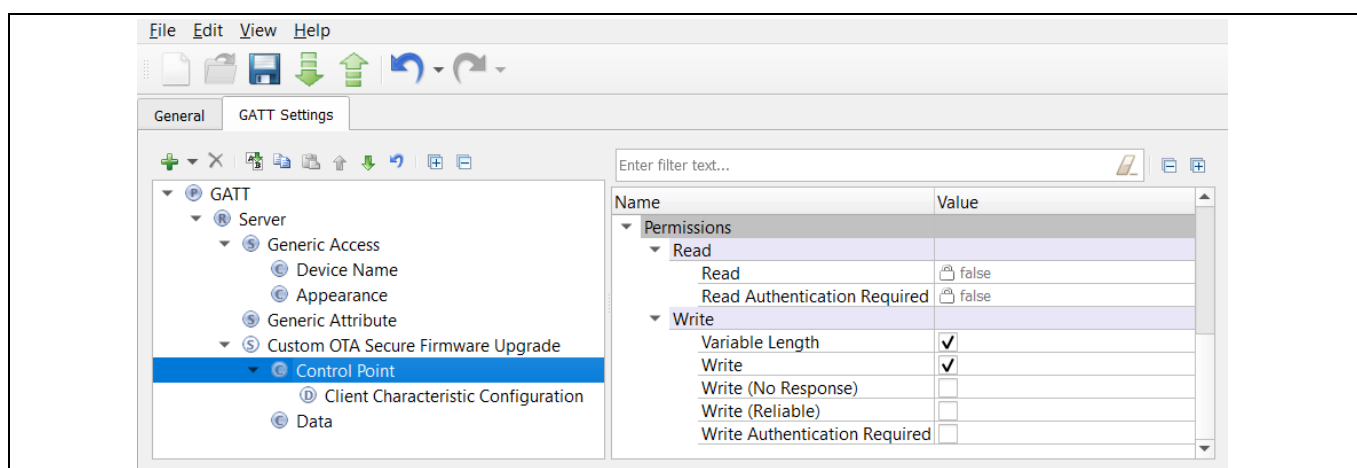 File Edit View Help
General GATT Settings
Enter filter text...
GATT
Server
Generic Access
Device Name
Appearance
Generic Attribute
Custom OTA Secure Firmware Upgrade
Control Point
Client Characteristic Configuration
Data
Name Value
Permissions
Read
Read false
Read Authentication Required false
Write
Variable Length
Write
Write (No Response)
Write (Reliable)
Write Authentication Required